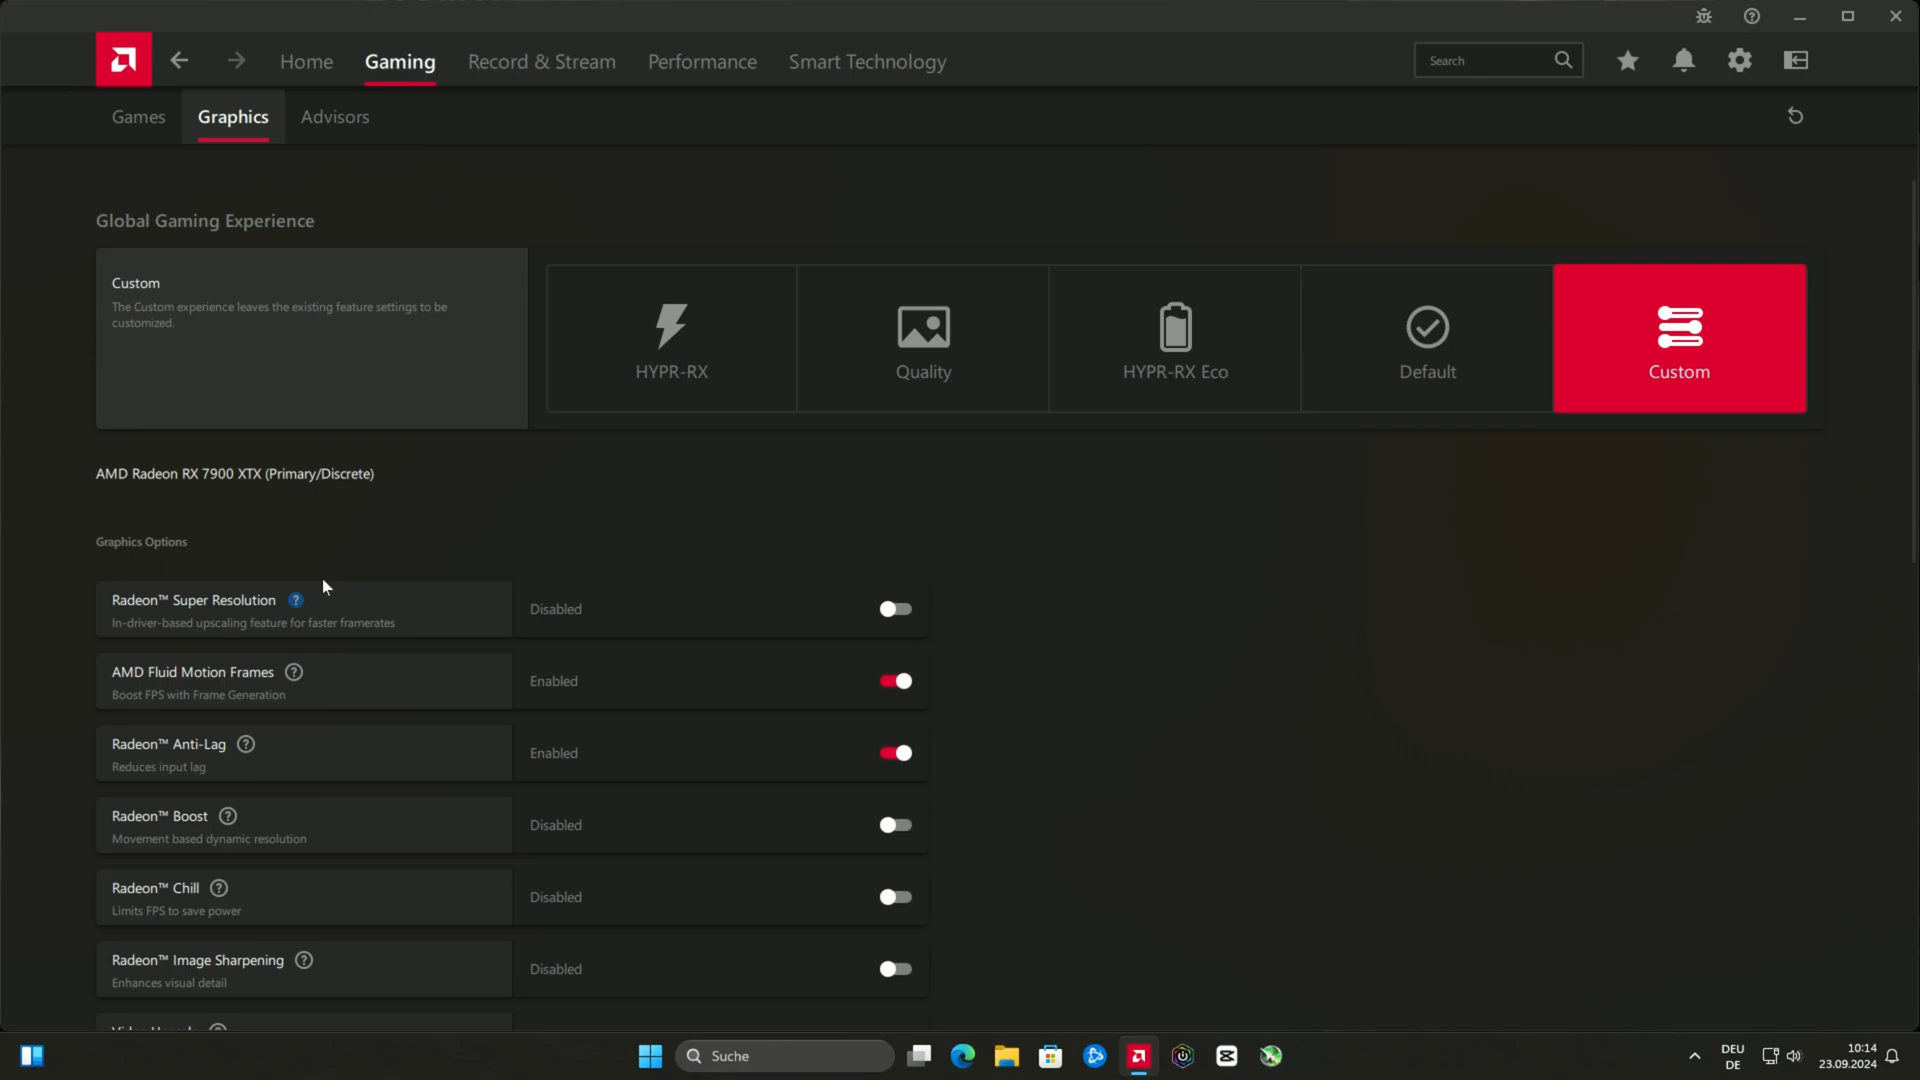 Home
Gaming
Record & Stream
Performance
Smart Technology
Search
Games
Graphics
Advisors
Global Gaming Experience
Custom
The Custom experience leaves the existing feature settings to be
customized.
HYPR-RX
Quality
HYPR-RX Eco
Default
Custom
AMD Radeon RX 7900 XTX (Primary/Discrete)
Graphics Options
Radeon™ Super Resolution ?
In-driver-based upscaling feature for faster framerates
Disabled
AMD Fluid Motion Frames ?
Boost FPS with Frame Generation
Enabled
Radeon™ Anti-Lag ?
Reduces input lag
Enabled
Radeon™ Boost ?
Movement based dynamic resolution
Disabled
Radeon™ Chill ?
Limits FPS to save power
Disabled
Radeon™ Image Sharpening ?
Enhances visual detail
Disabled
Suche
DEU
DE
10:14
23.09.2024